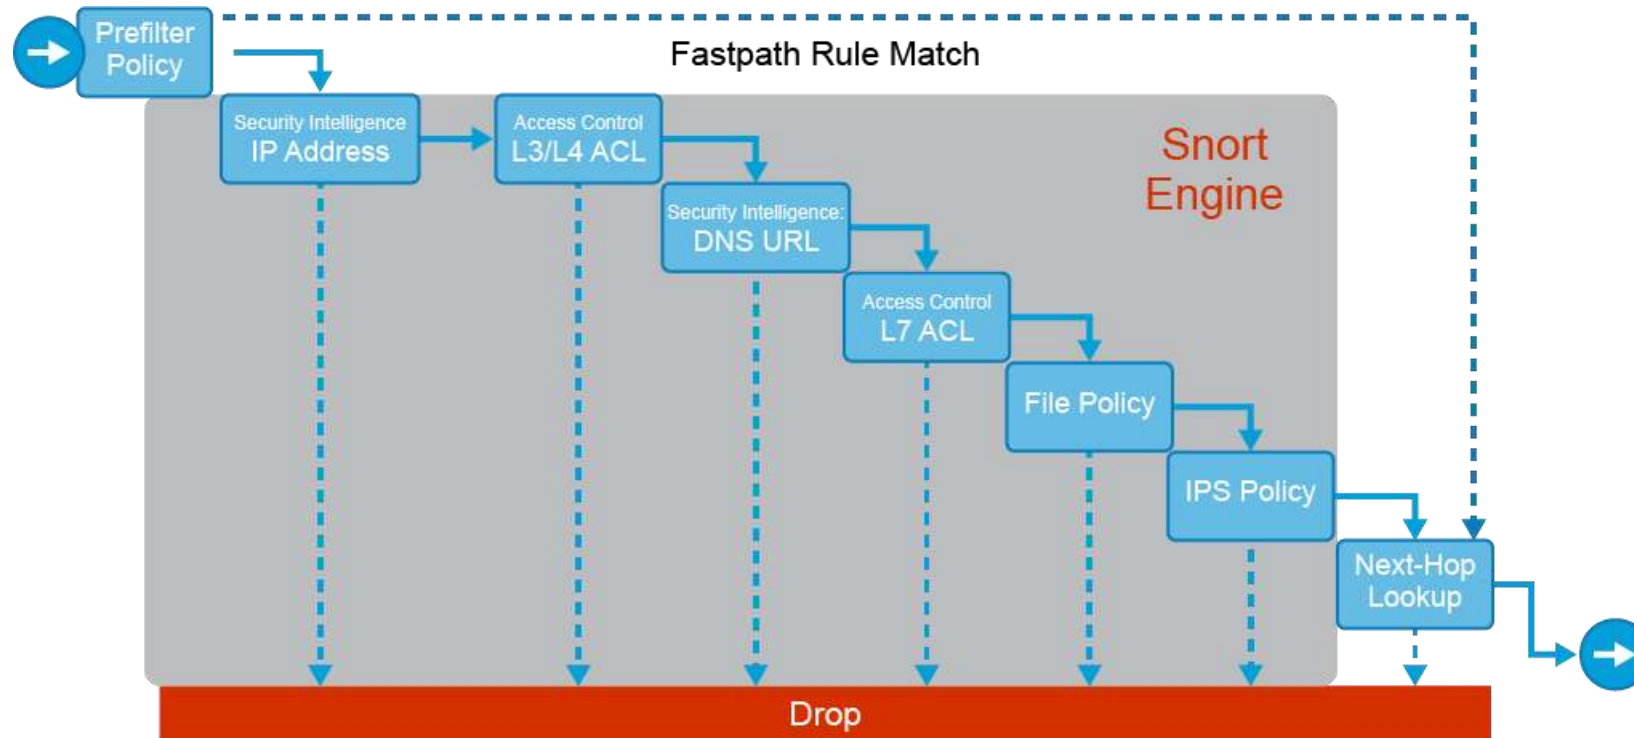 Prefilter
Policy
Fastpath Rule Match
Security Intelligence
IP Address
Access Control
L3/L4 ACL
Snort
Engine
Security Intelligence:
DNS URL
Access Control
L7 ACL
File Policy
IPS Policy
Next-Hop
Lookup
Drop